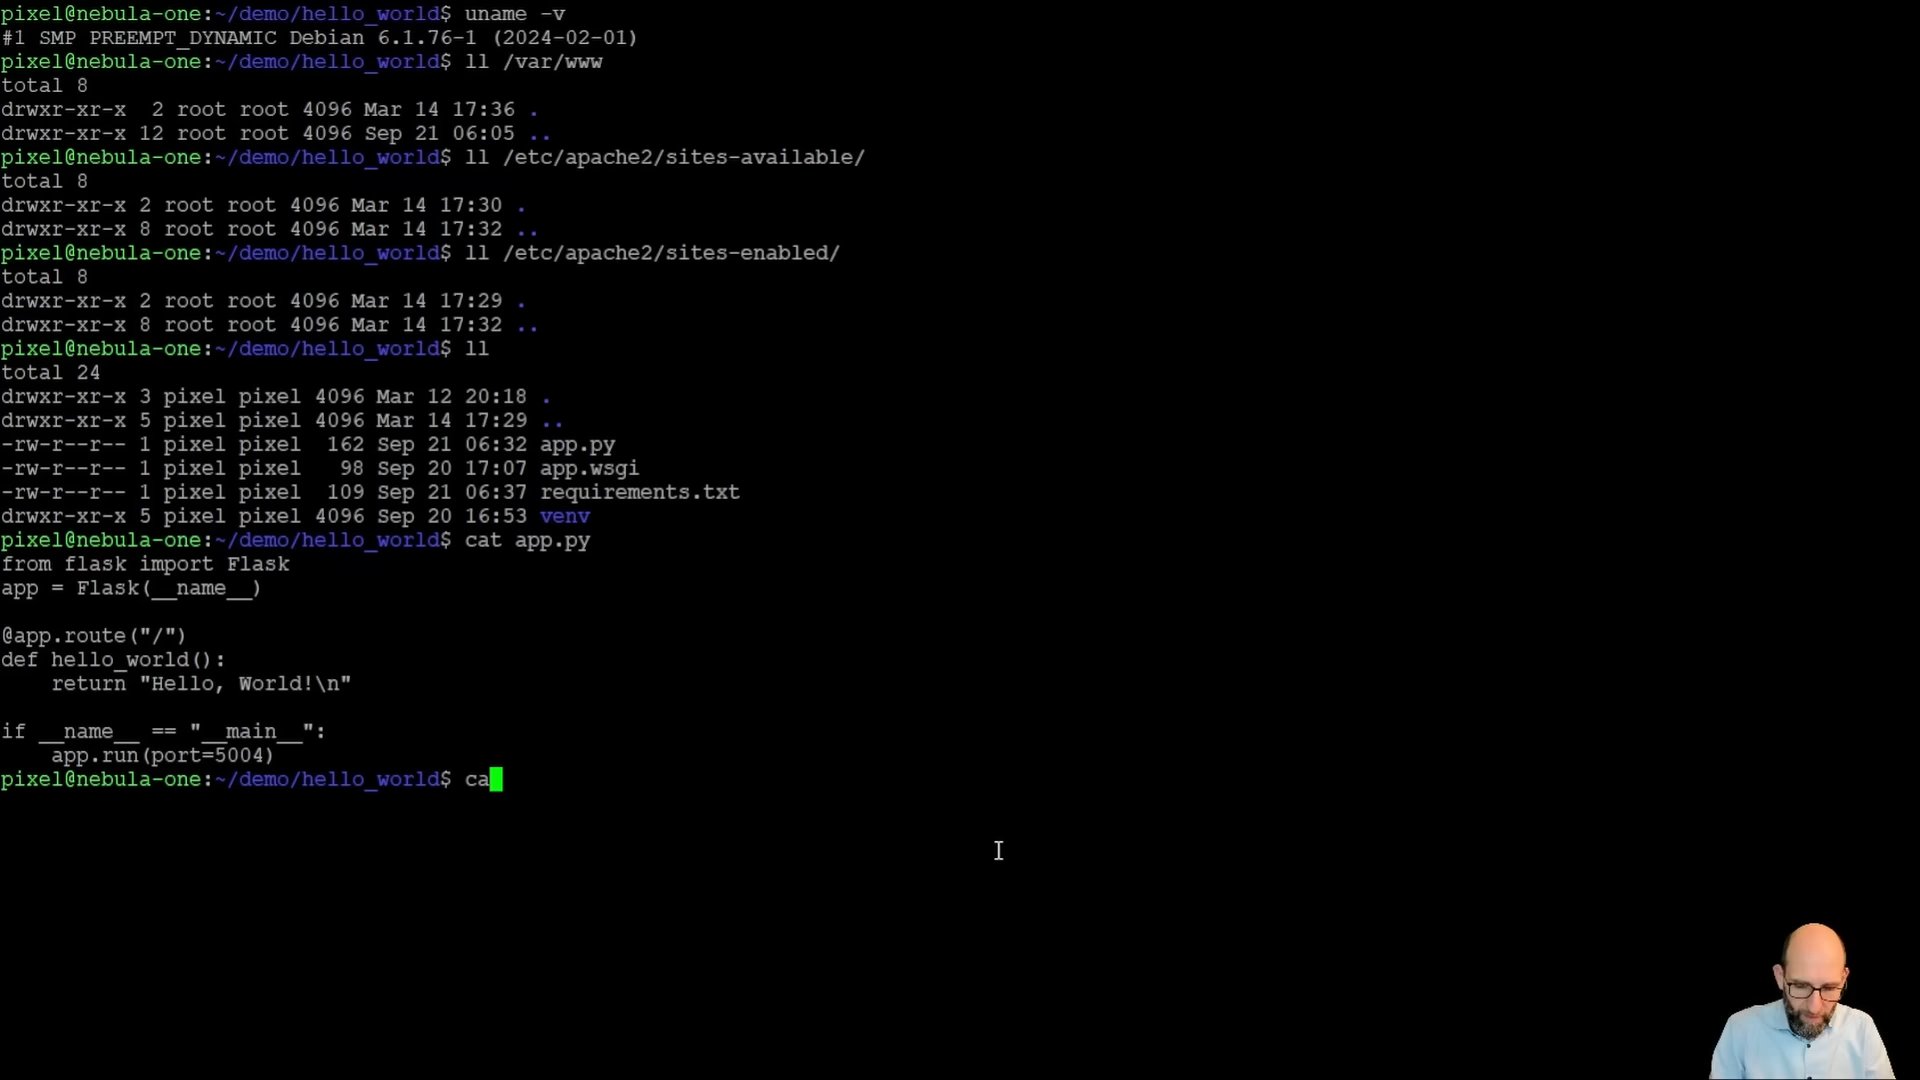 pixel@nebula-one:~/demo/hello_world$ uname -v
#1 SMP PREEMPT_DYNAMIC Debian 6.1.76-1 (2024-02-01)
pixel@nebula-one:~/demo/hello_world$ ll /var/www
total 8
drwxr-xr-x  2 root root 4096 Mar 14 17:36 .
drwxr-xr-x 12 root root 4096 Sep 21 06:05 ..
pixel@nebula-one:~/demo/hello_world$ ll /etc/apache2/sites-available/
total 8
drwxr-xr-x 2 root root 4096 Mar 14 17:30 .
drwxr-xr-x 8 root root 4096 Mar 14 17:32 ..
pixel@nebula-one:~/demo/hello_world$ ll /etc/apache2/sites-enabled/
total 8
drwxr-xr-x 2 root root 4096 Mar 14 17:29 .
drwxr-xr-x 8 root root 4096 Mar 14 17:32 ..
pixel@nebula-one:~/demo/hello_world$ ll
total 24
drwxr-xr-x 3 pixel pixel 4096 Mar 12 20:18 .
drwxr-xr-x 5 pixel pixel 4096 Mar 14 17:29 ..
-rw-r--r-- 1 pixel pixel  162 Sep 21 06:32 app.py
-rw-r--r-- 1 pixel pixel   98 Sep 20 17:07 app.wsgi
-rw-r--r-- 1 pixel pixel  109 Sep 21 06:37 requirements.txt
drwxr-xr-x 5 pixel pixel 4096 Sep 20 16:53 venv
pixel@nebula-one:~/demo/hello_world$ cat app.py
from flask import Flask
app = Flask(__name__)

@app.route("/")
def hello_world():
    return "Hello, World!\n"

if __name__ == "__main__":
    app.run(port=5004)
pixel@nebula-one:~/demo/hello_world$ ca